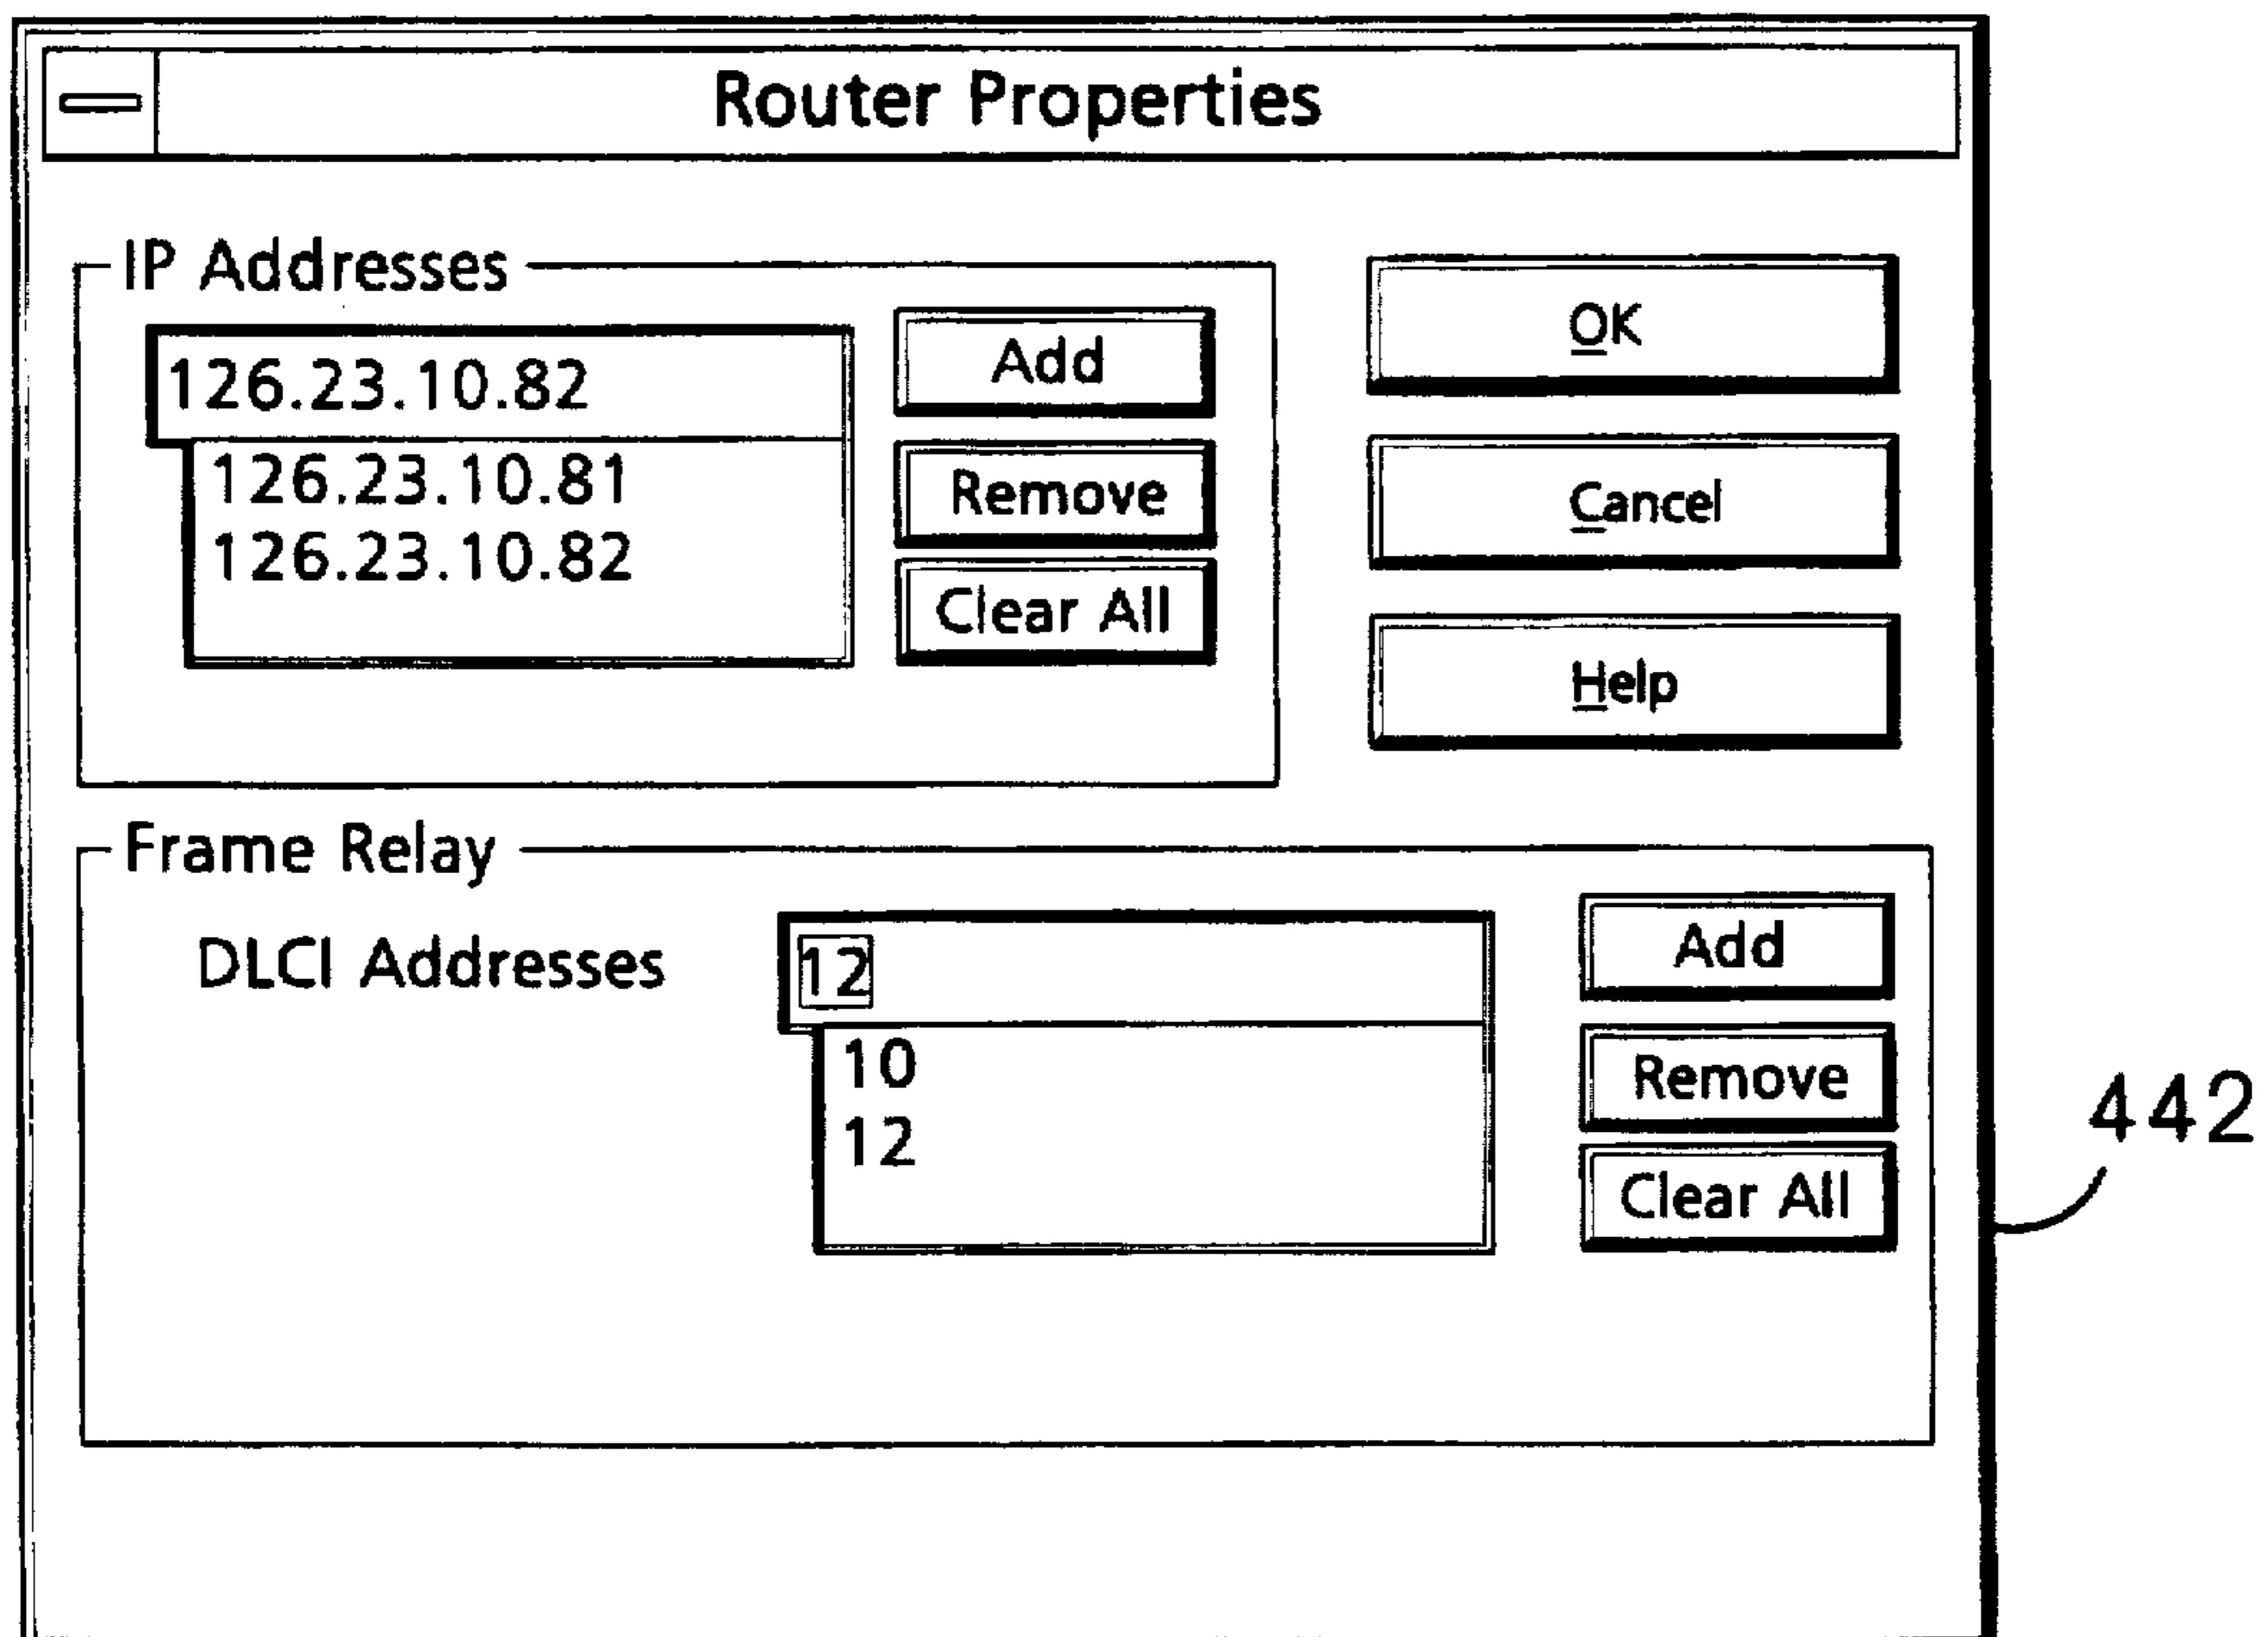 Router Properties
IP Addresses
126.23.10.82
126.23.10.81
126.23.10.82
Add
Remove
Clear All
OK
Cancel
Help
Frame Relay
DLCI Addresses
12
10
12
Add
Remove
Clear All
442